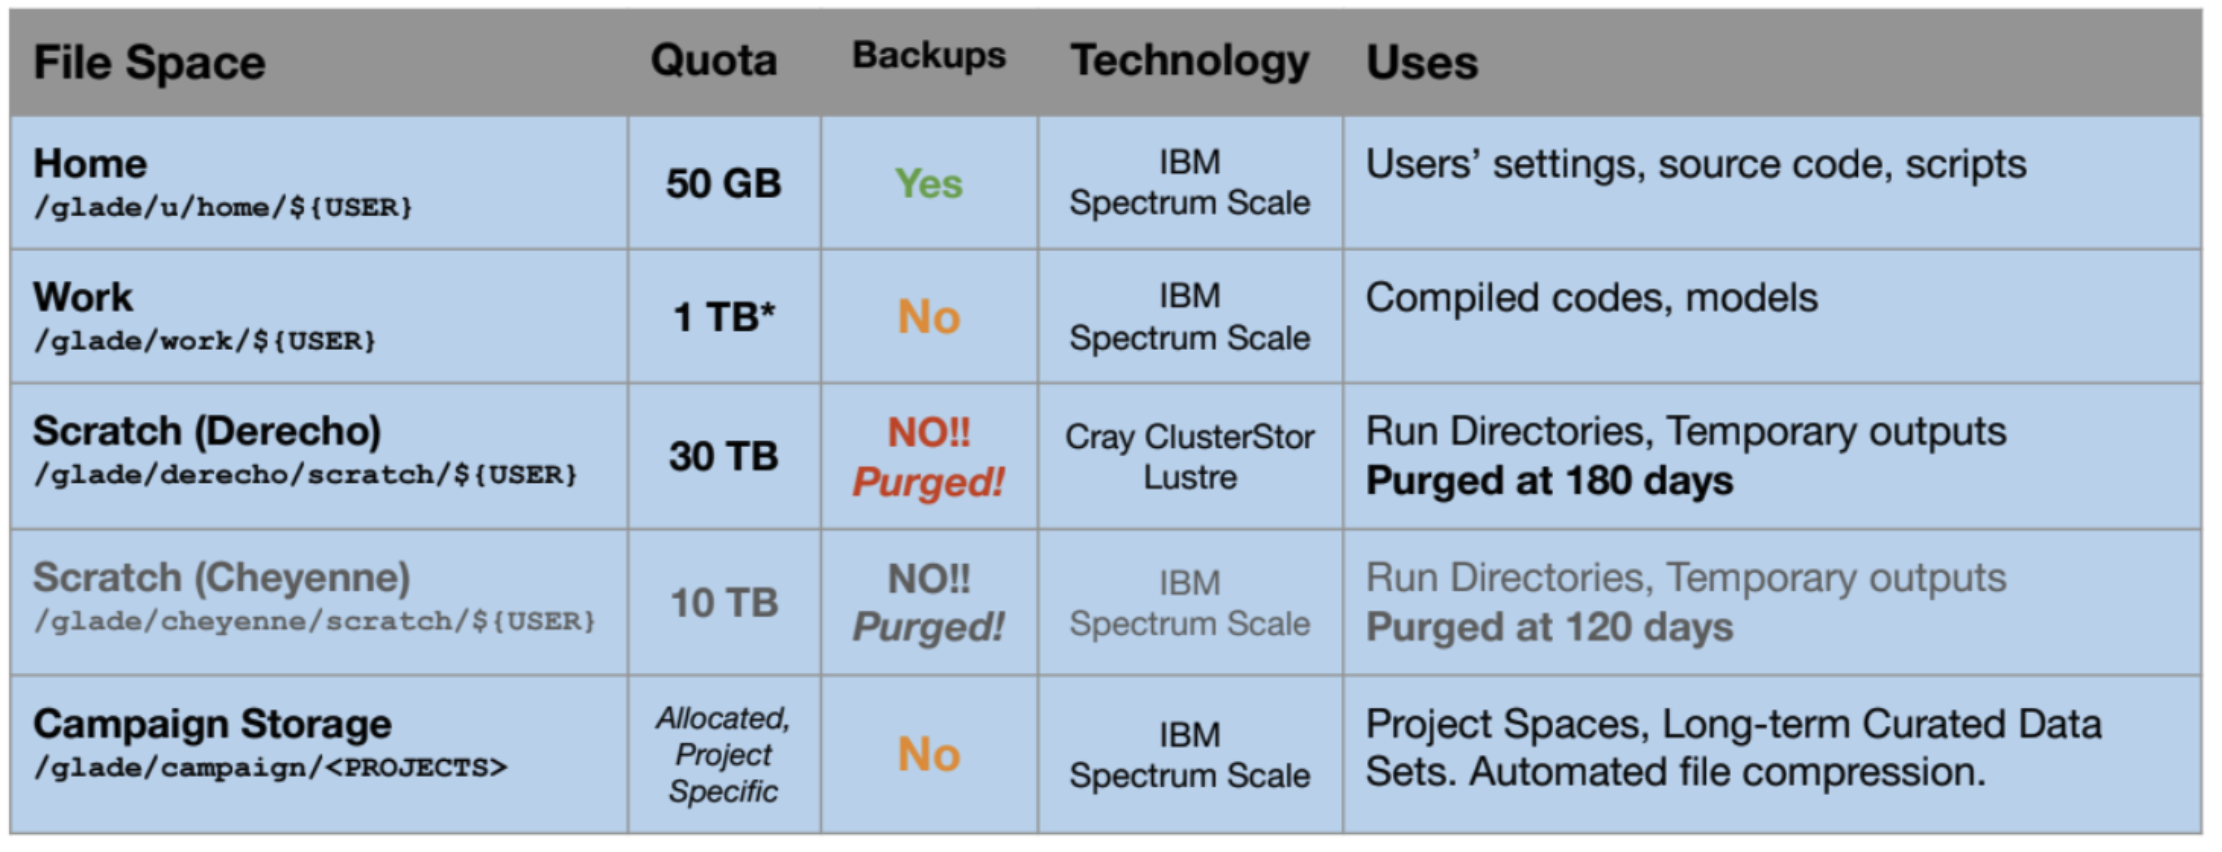 File Space Quota Backups Technology Uses
Home
/glade/u/home/${USER}
50 GB
Yes
IBM
Spectrum Scale
Users’ settings, source code, scripts
Work
/glade/work/${USER}
1 TB*
No
IBM
Spectrum Scale
Compiled codes, models
Scratch (Derecho)
/glade/derecho/scratch/${USER}
30 TB
NO!!
Purged!
Cray ClusterStor
Lustre
Run Directories, Temporary outputs
Purged at 180 days
Scratch (Cheyenne)
/glade/cheyenne/scratch/${USER}
10 TB
NO!!
Purged!
IBM
Spectrum Scale
Run Directories, Temporary outputs
Purged at 120 days
Campaign Storage
/glade/campaign/<PROJECTS>
Allocated,
Project
Specific
No
IBM
Spectrum Scale
Project Spaces, Long-term Curated Data
Sets. Automated file compression.